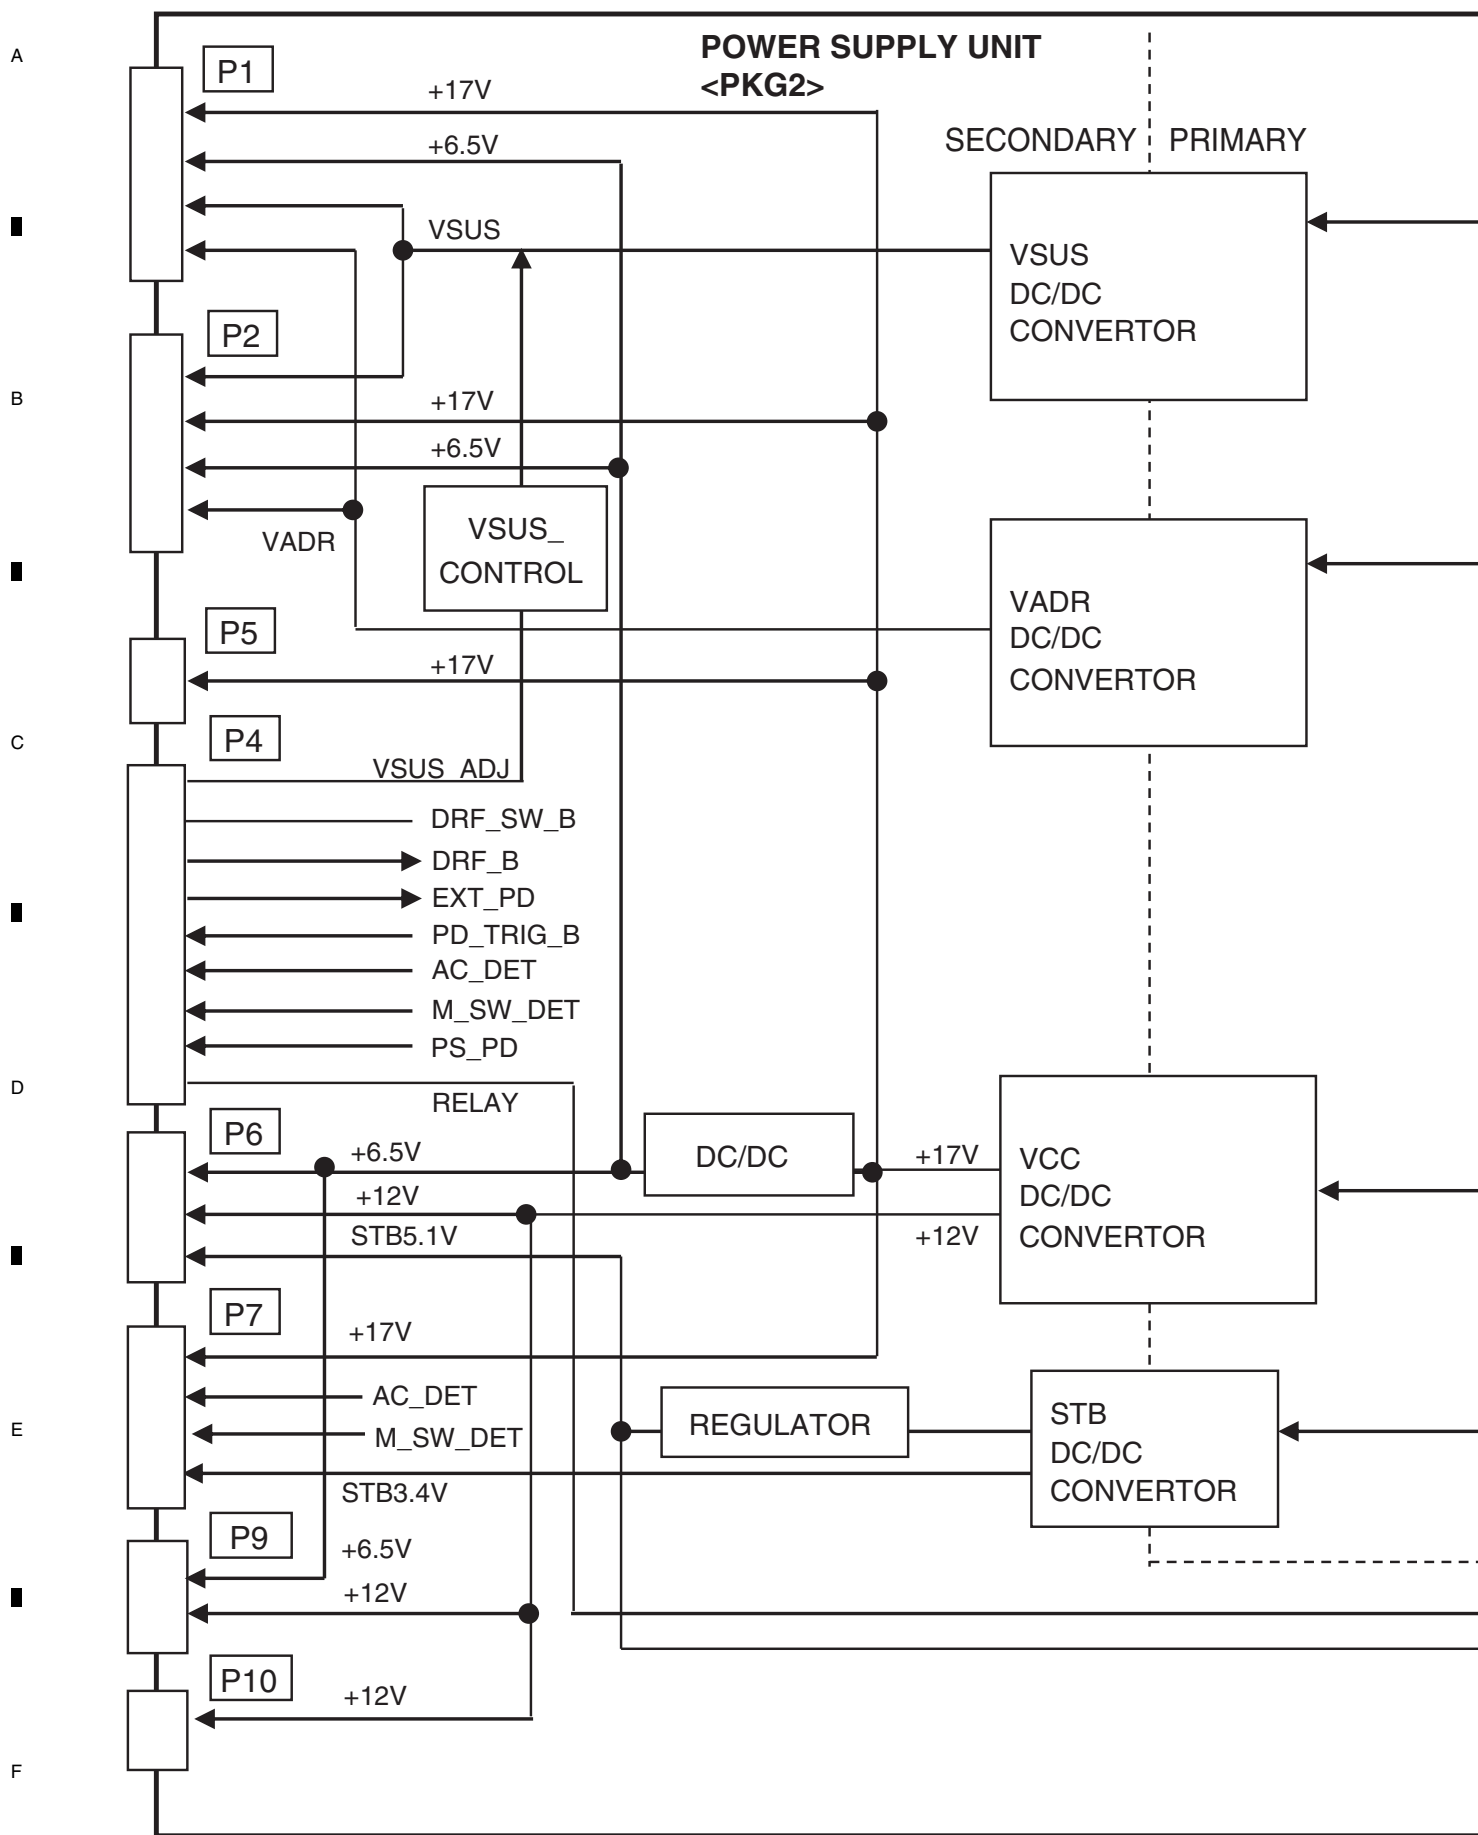 A
POWER SUPPLY UNIT
<PKG2>
P1
+17V
+6.5V
SECONDARY
PRIMARY
VSUS
VSUS
DC/DC
CONVERTOR
P2
B
+17V
+6.5V
VADR
VSUS_
CONTROL
VADR
DC/DC
CONVERTOR
P5
+17V
P4
C
VSUS_ADJ
DRF_SW_B
DRF_B
EXT_PD
PD_TRIG_B
AC_DET
M_SW_DET
PS_PD
D
RELAY
P6
+6.5V
DC/DC
+17V
VCC
DC/DC
CONVERTOR
+12V
+12V
STB5.1V
P7
+17V
AC_DET
E
M_SW_DET
REGULATOR
STB
DC/DC
CONVERTOR
STB3.4V
P9
+6.5V
+12V
P10
+12V
F